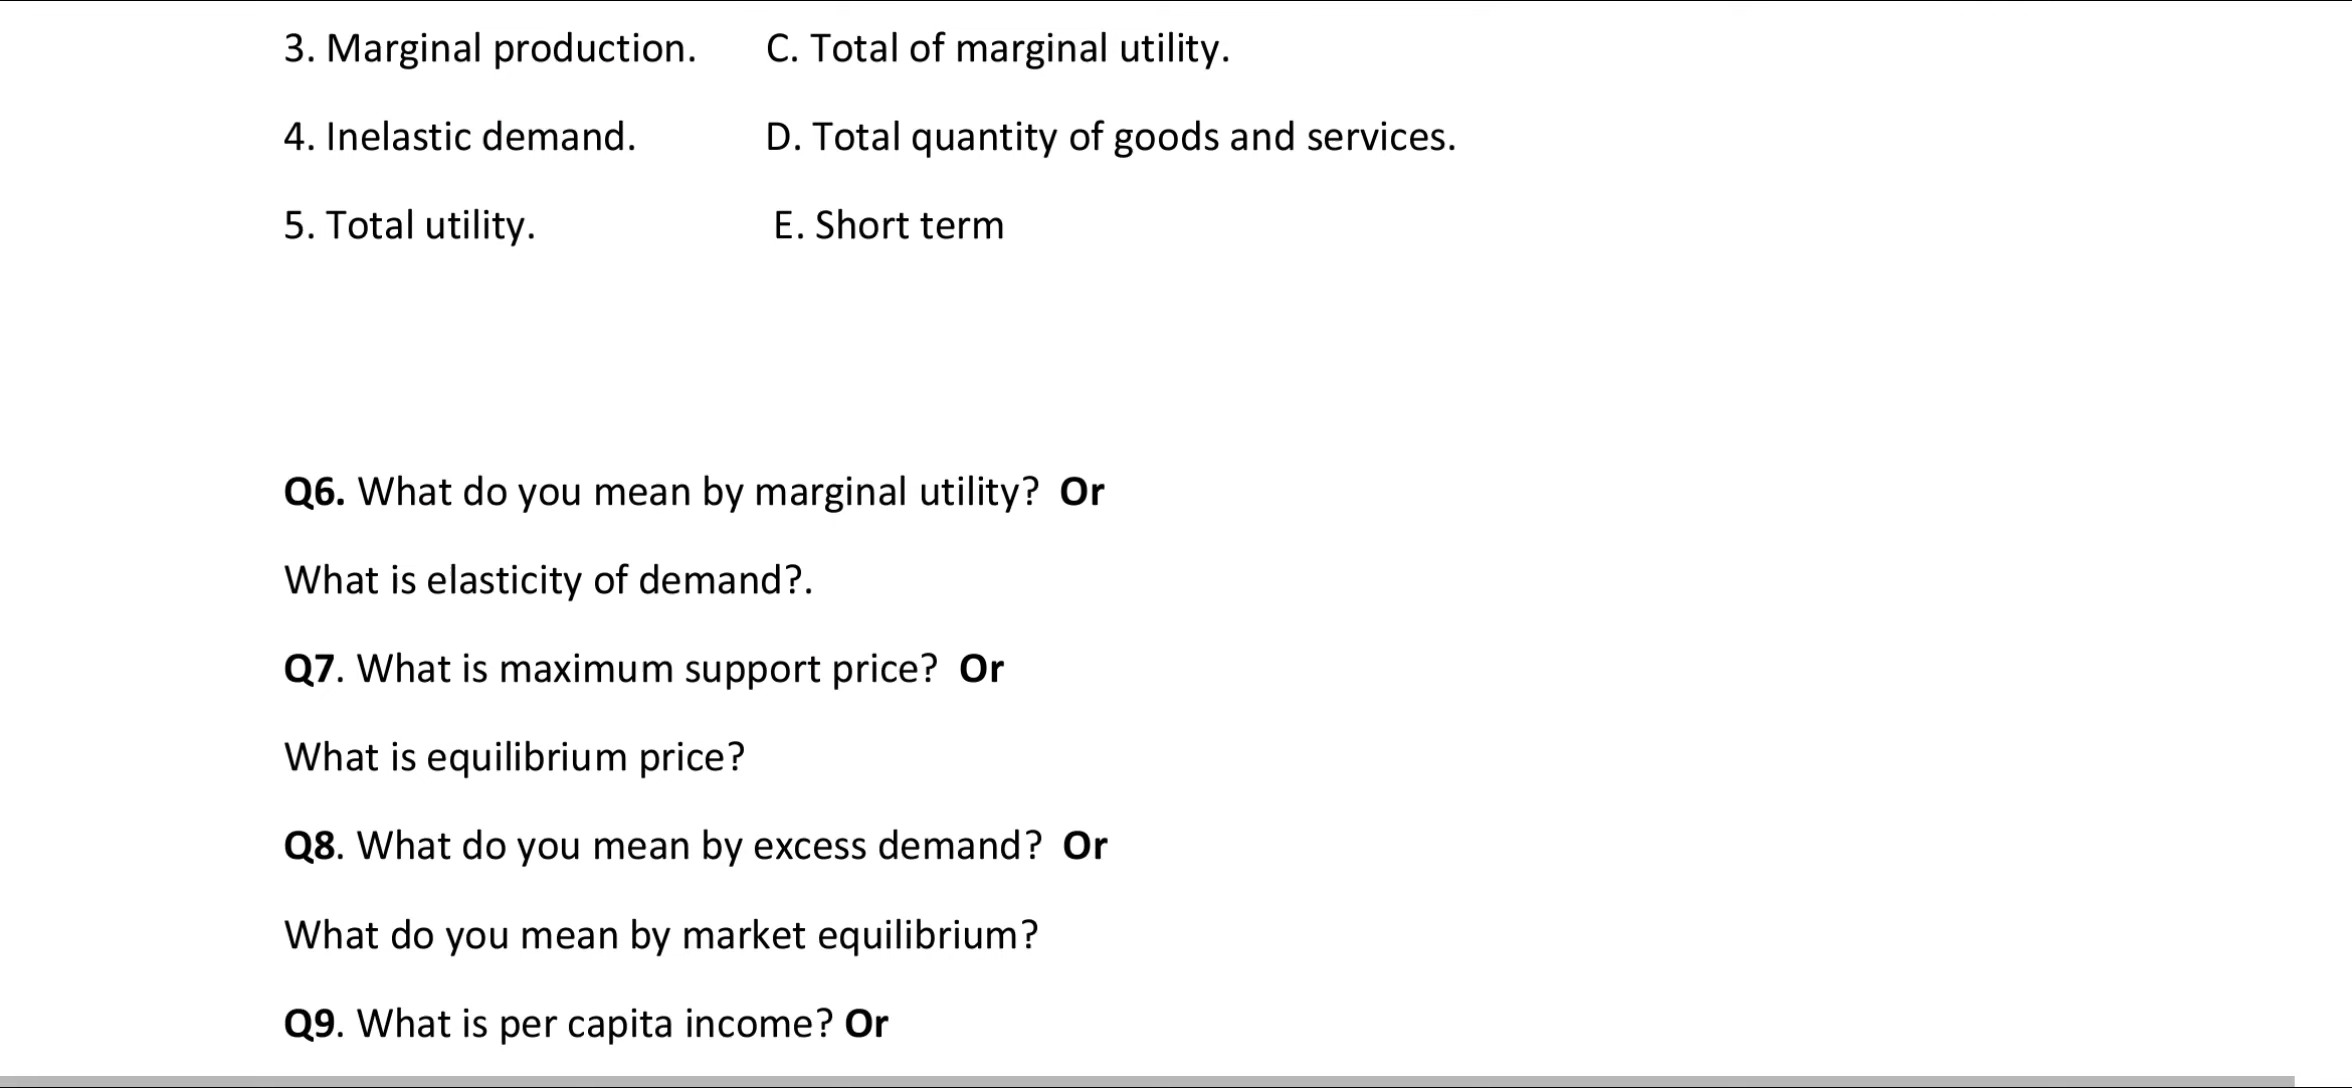 3. Marginal production. C. Total of marginal utility.
4. Inelastic demand. D. Total quantity of goods and services.
5. Total utility. E. Short term
Q6. What do you mean by marginal utility? Or
What is elasticity of demand?.
Q7. What is maximum support price? Or
What is equilibrium price?
Q8. What do you mean by excess demand? Or
What do you mean by market equilibrium?
Q9. What is per capita income? Or